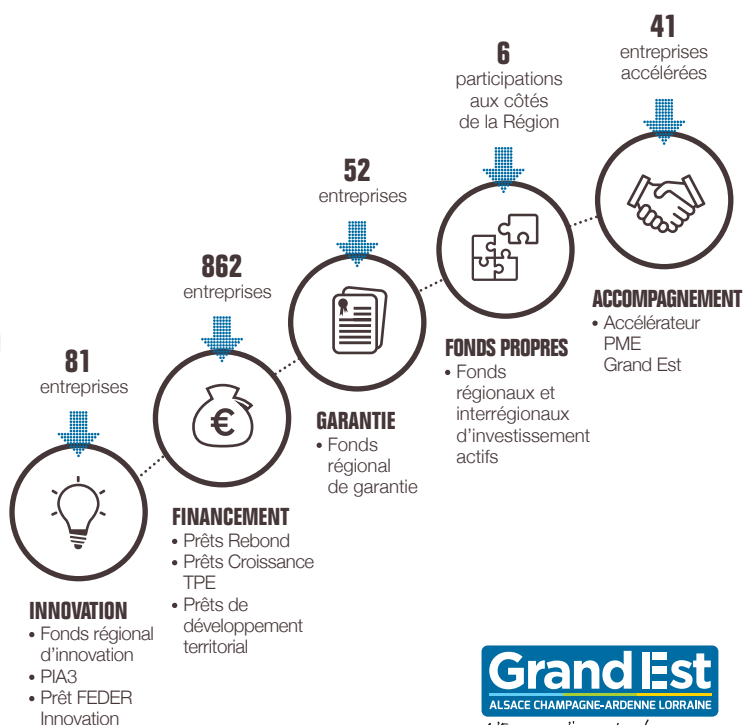 81
entreprises
INNOVATION
• Fonds régional
d'innovation
• PIA3
• Prêt FEDER
Innovation
862
entreprises
€
FINANCEMENT
• Prêts Rebond
• Prêts Croissance
TPE
• Prêts de
développement
territorial
52
entreprises
GARANTIE
• Fonds
régional
de garantie
6
participations
aux côtés
de la Région
FONDS PROPRES
• Fonds
régionaux et
interrégionaux
d'investissement
actifs
41
entreprises
accélérées
ACCOMPAGNEMENT
• Accélérateur
PME
Grand Est
Grand Est
ALSACE CHAMPAGNE-ARDENNE LORRAINE